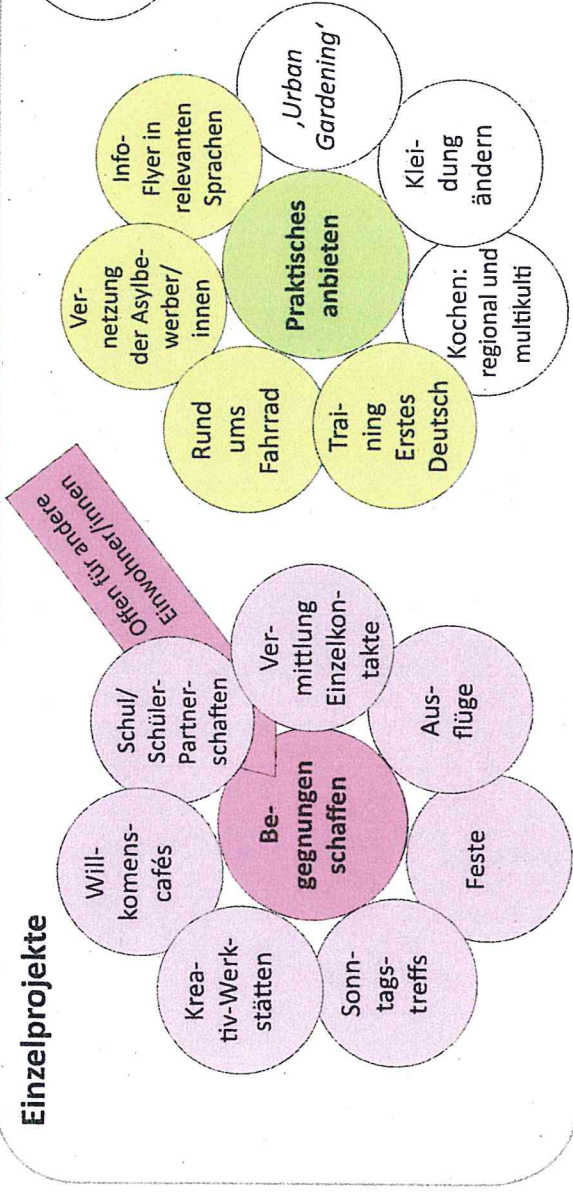 Einzelprojekte
Be-
gegnungen
schaffen
Will-
komens-
cafés
Schul/
Schüler
Partner-
schaften
Ver-
mittlung
Einzelkon-
takte
Aus-
flüge
Feste
Sonn-
tags-
treffs
Krea-
tiv-Werk-
stätten
Offen für andere
Einwohner/innen
Praktisches
anbieten
Ver-
netzung
der Asylbe-
werber/
innen
Info-
Flyer in
relevanten
Sprachen
‚Urban
Gardening‘
Klei-
dung
ändern
Kochen:
regional und
multikulti
Trai-
ning
Erstes
Deutsch
Rund
ums
Fahrrad